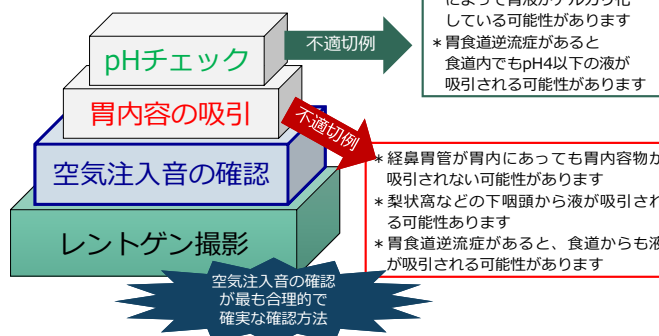 によって胃液がアルカリ化
している可能性があります
＊胃食道逆流症があると
食道内でもpH4以下の液が
吸引される可能性があります
不適切例
pHチェック
胃内容の吸引
不適切例
空気注入音の確認
レントゲン撮影
＊経鼻胃管が胃内にあっても胃内容物が
吸引されない可能性があります
＊梨状窩などの下咽頭から液が吸引され
る可能性あります
＊胃食道逆流症があると、食道からも液
が吸引される可能性があります
空気注入音の確認
が最も合理的で
確実な確認方法